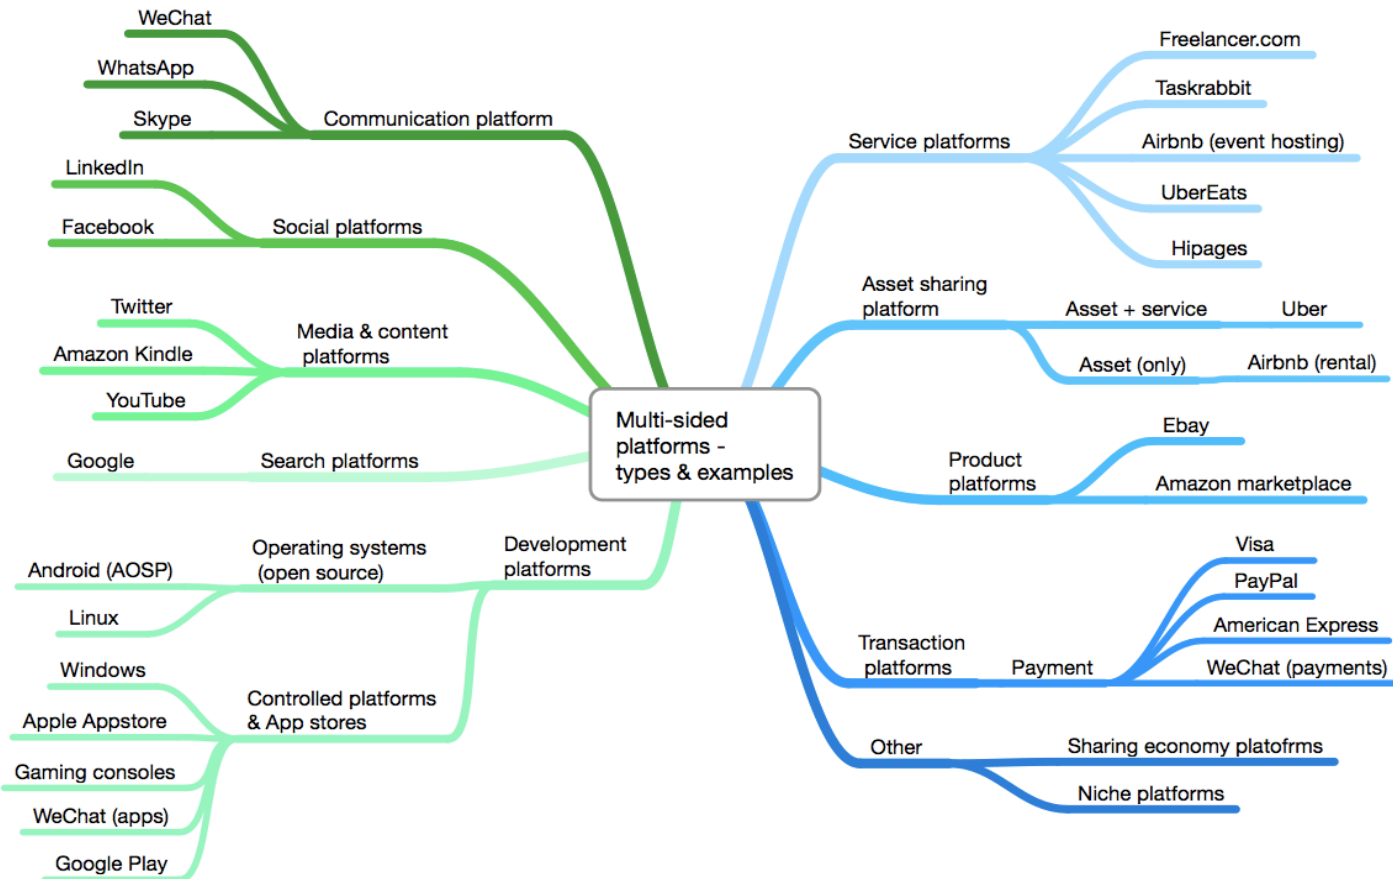 WeChat
WhatsApp
Skype
Communication platform
LinkedIn
Facebook
Social platforms
Twitter
Amazon Kindle
YouTube
Media & content
platforms
Google
Search platforms
Android (AOSP)
Linux
Operating systems
(open source)
Development
platforms
Windows
Apple Appstore
Gaming consoles
WeChat (apps)
Google Play
Controlled platforms
& App stores
Multi-sided
platforms -
types & examples
Service platforms
Freelancer.com
Taskrabbit
Airbnb (event hosting)
UberEats
Hipages
Asset sharing
platform
Asset + service
Uber
Asset (only)
Airbnb (rental)
Product
platforms
Ebay
Amazon marketplace
Transaction
platforms
Payment
Visa
PayPal
American Express
WeChat (payments)
Other
Sharing economy platofrms
Niche platforms